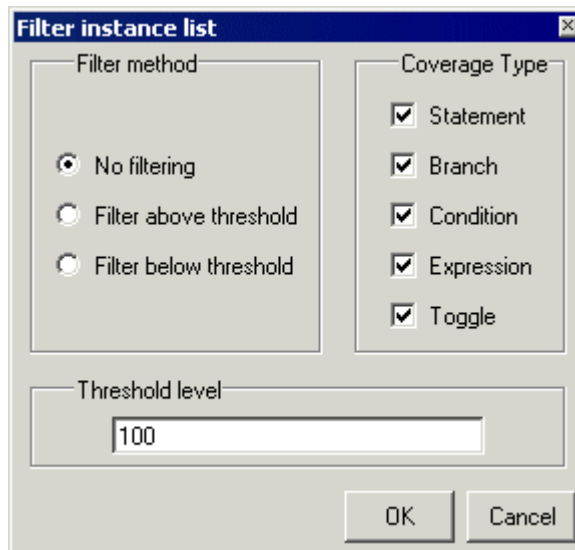 Filter instance list
Filter method
No filtering
Filter above threshold
Filter below threshold
Coverage Type
Statement
Branch
Condition
Expression
Toggle
Threshold level
100
OK
Cancel